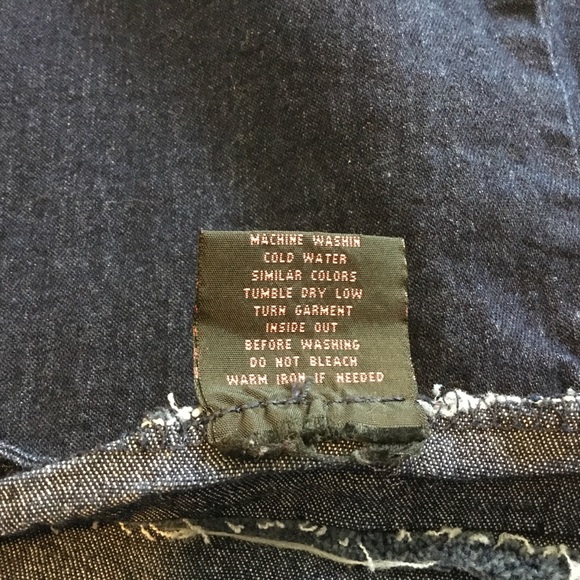 MACHINE WASHIN
COLD WATER
SIMILAR COLORS
TUMBLE DRY LOW
TURN GARMENT
INSIDE OUT
BEFORE WASHING
DO NOT BLEACH
WARM IRON IF NEEDED